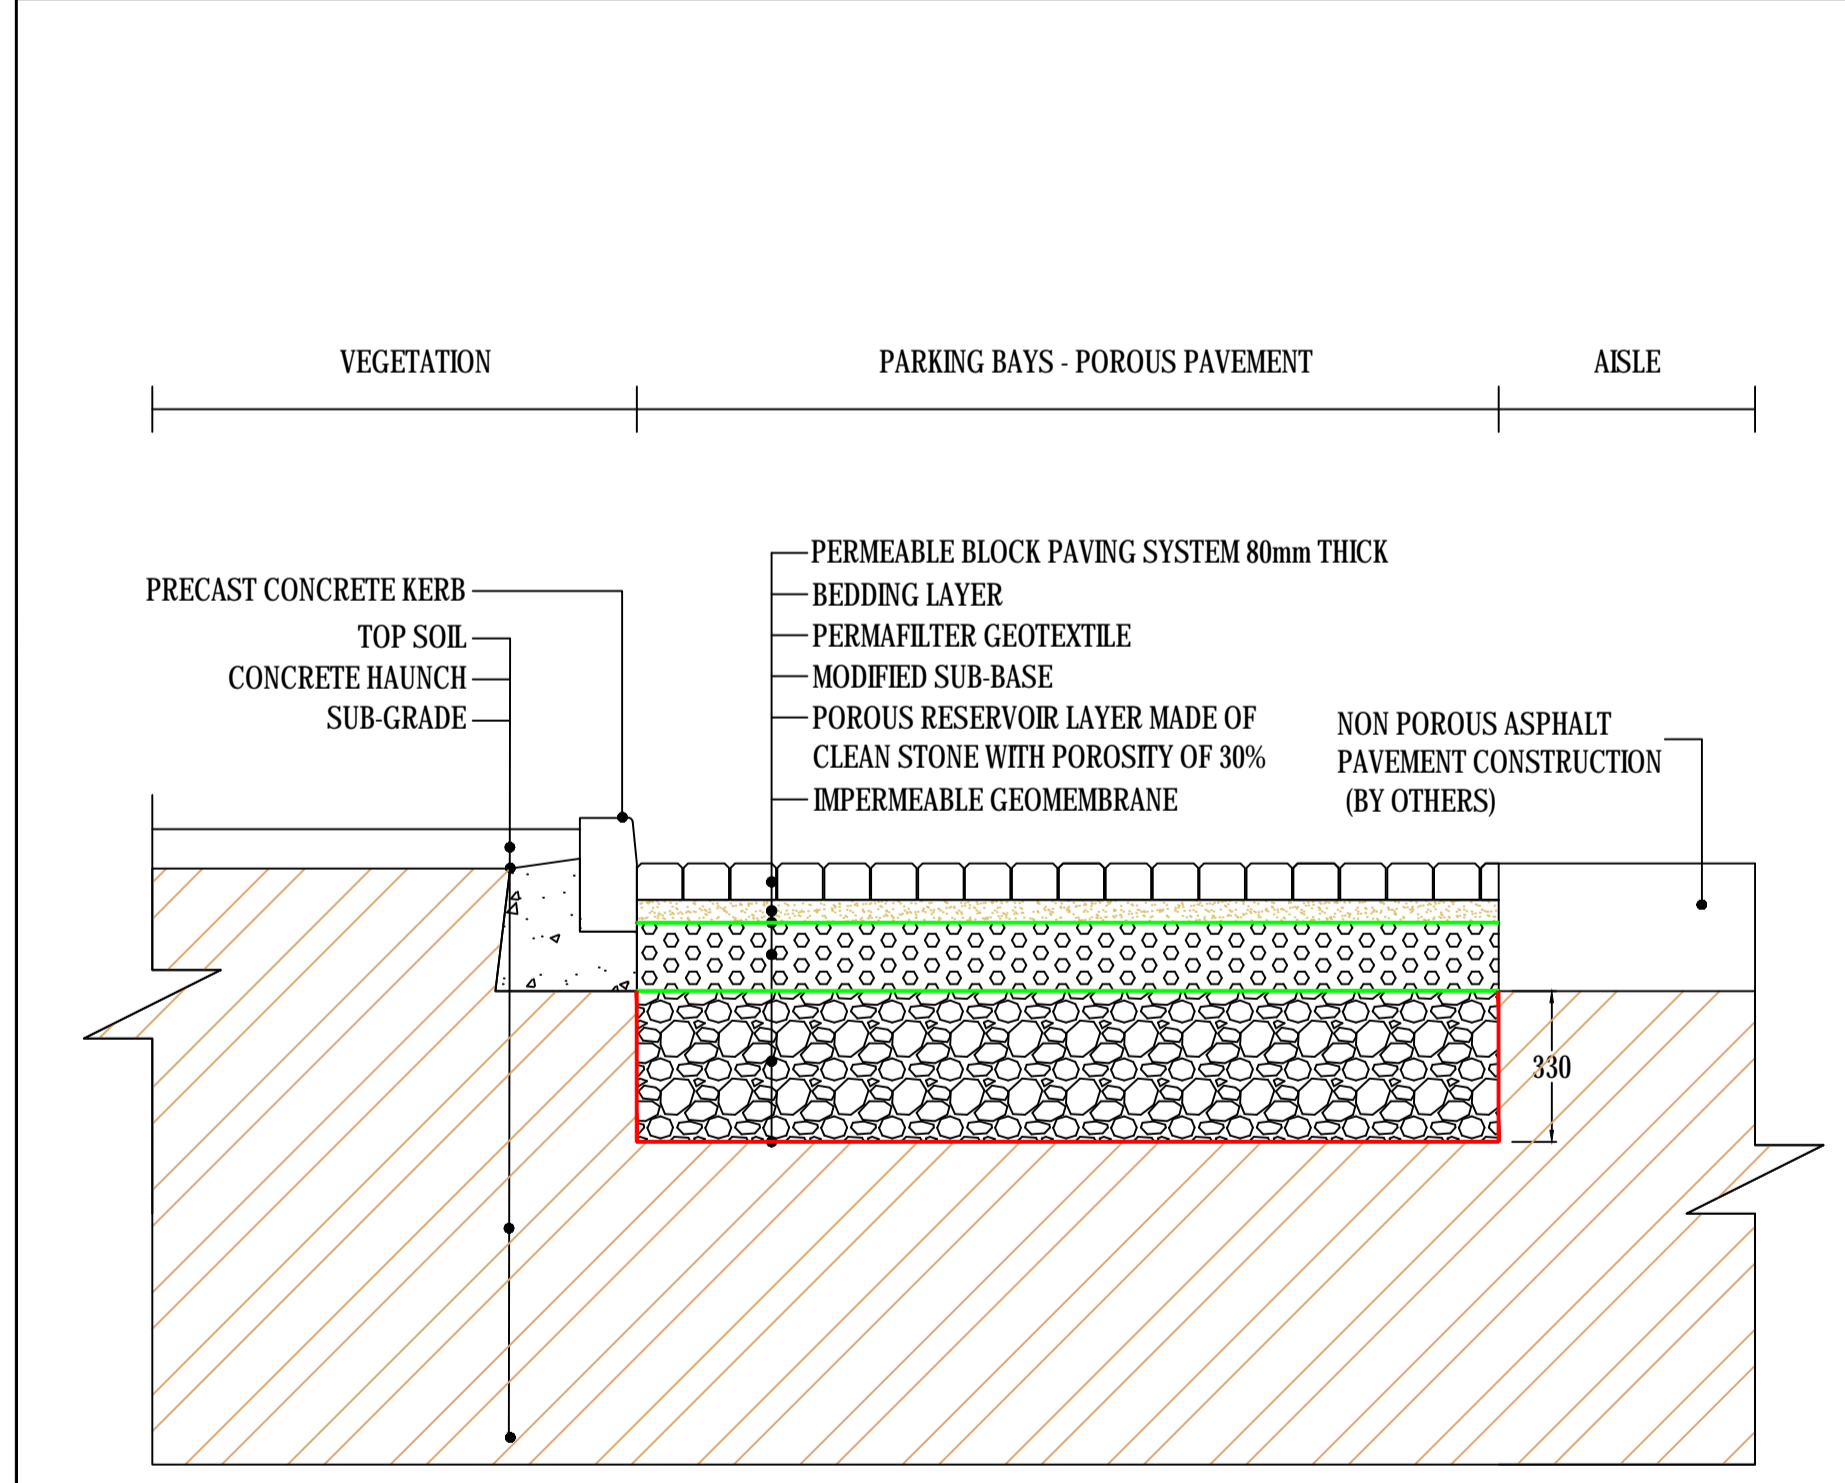 VEGETATION
PARKING BAYS - POROUS PAVEMENT
AISLE
PRECAST CONCRETE KERB
TOP SOIL
CONCRETE HAUNCH
SUB-GRADE
PERMEABLE BLOCK PAVING SYSTEM 80mm THICK
BEDDING LAYER
PERMAFILTER GEOTEXTILE
MODIFIED SUB-BASE
POROUS RESERVOIR LAYER MADE OF
CLEAN STONE WITH POROSITY OF 30%
IMPERMEABLE GEOMEMBRANE
NON POROUS ASPHALT
PAVEMENT CONSTRUCTION
(BY OTHERS)
330